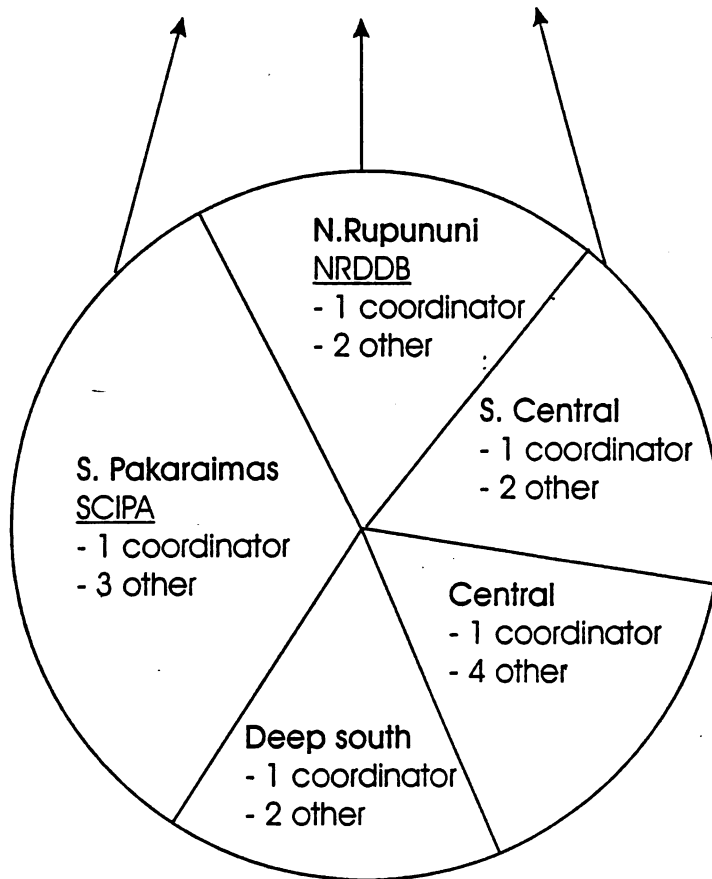 N.Rupununi
NRDDB
- 1 coordinator
- 2 other
S. Central
- 1 coordinator
- 2 other
S. Pakaraimas
SCIPA
- 1 coordinator
- 3 other
Central
- 1 coordinator
- 4 other
Deep south
- 1 coordinator
- 2 other